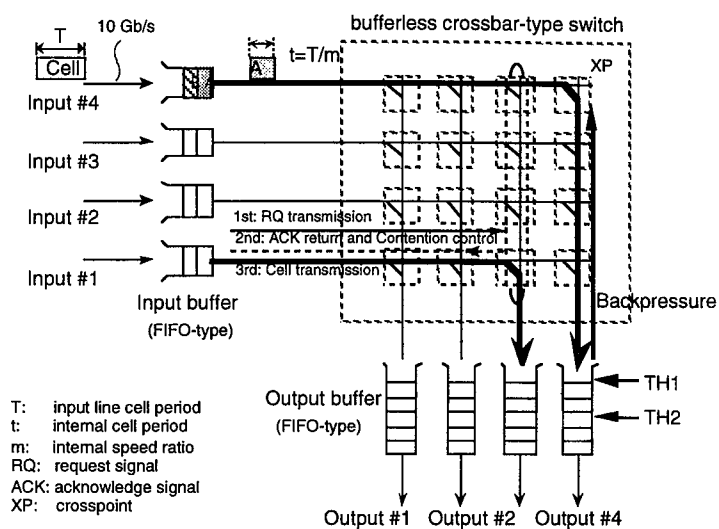 bufferless crossbar-type switch
T
10 Gb/s
Cell
A
t=T/m
XP
Input #4
Input #3
Input #2
1st: RQ transmission
2nd: ACK return and Contention control
3rd: Cell transmission
Input #1
Input buffer
(FIFO-type)
Backpressure
Output buffer
(FIFO-type)
TH1
TH2
T: input line cell period
t: internal cell period
m: internal speed ratio
RQ: request signal
ACK: acknowledge signal
XP: crosspoint
Output #1 Output #2 Output #4